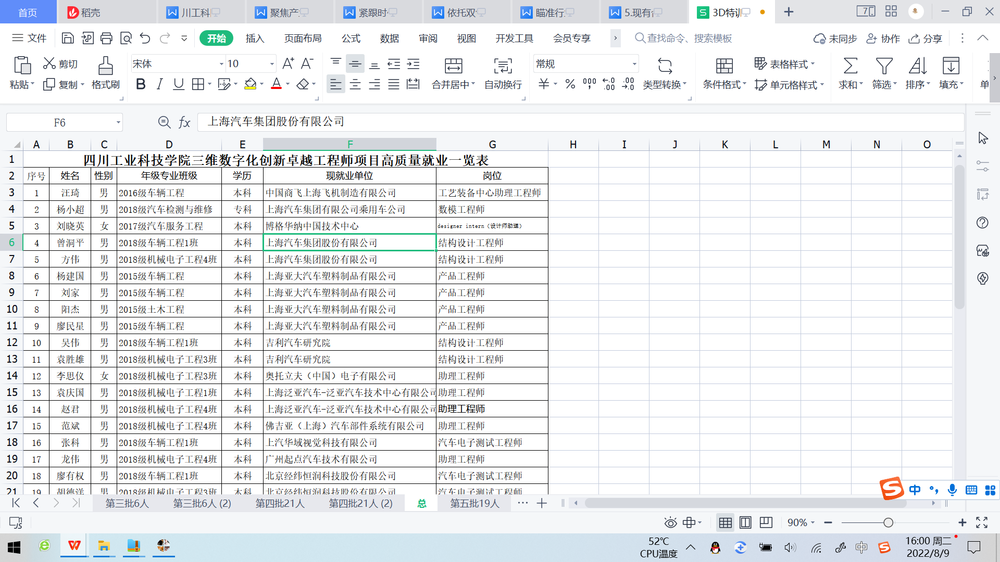 首页 稻壳 川工科 聚焦产 紧跟时 依托双 瞄准行 5.现有 3D特训
文件 开始 插入 页面布局 公式 数据 审阅 视图 开发工具 会员专享 查找命令、搜索模板 未同步 协作 分享
粘贴 剪切 复制 格式刷 宋体 10 合并居中 自动换行 常规 类型转换 条件格式 表格样式 单元格样式 求和 筛选 排序 填充 单
F6 fx 上海汽车集团股份有限公司
A B C D E F G H I J K L M N O
1 四川工业科技学院三维数字化创新卓越工程师项目高质量就业一览表
2 序号 姓名 性别 年级专业班级 学历 现就业单位 岗位
3 1 汪琦 男 2016级车辆工程 本科 中国商飞上海飞机制造有限公司 工艺装备中心助理工程师
4 2 杨小超 男 2018级汽车检测与维修 专科 上海汽车集团有限公司乘用车公司 数模工程师
5 3 刘晓英 女 2017级汽车服务工程 本科 博格华纳中国技术中心 designer intern（设计师助理）
6 4 曾洞平 男 2018级车辆工程1班 本科 上海汽车集团股份有限公司 结构设计工程师
7 5 方伟 男 2018级机械电子工程4班 本科 上海汽车集团股份有限公司 结构设计工程师
8 6 杨建国 男 2015级车辆工程 本科 上海亚大汽车塑料制品有限公司 产品工程师
9 7 刘家 男 2015级车辆工程 本科 上海亚大汽车塑料制品有限公司 产品工程师
10 8 阳杰 男 2015级土木工程 本科 上海亚大汽车塑料制品有限公司 产品工程师
11 9 廖民星 男 2015级车辆工程 本科 上海亚大汽车塑料制品有限公司 产品工程师
12 10 吴伟 男 2018级车辆工程1班 本科 吉利汽车研究院 结构设计工程师
13 11 袁胜雄 男 2018级机械电子工程3班 本科 吉利汽车研究院 结构设计工程师
14 12 李思仪 女 2018级机械电子工程3班 本科 奥托立夫（中国）电子有限公司 助理工程师
15 13 袁庆国 男 2018级机械电子工程1班 本科 上海泛亚汽车-泛亚汽车技术中心有限公司 助理工程师
16 14 赵君 男 2018级机械电子工程4班 本科 上海泛亚汽车-泛亚汽车技术中心有限公司 助理工程师
17 15 范斌 男 2018级机械电子工程4班 本科 佛吉亚（上海）汽车部件系统有限公司 助理工程师
18 16 张科 男 2018级车辆工程1班 本科 上汽华域视觉科技有限公司 汽车电子测试工程师
19 17 龙伟 男 2018级机械电子工程4班 本科 广州起点汽车技术有限公司 助理工程师
20 18 廖有权 男 2018级车辆工程1班 本科 北京经纬恒润科技股份有限公司 汽车电子测试工程师
21 19 胡德洋 男 2018级机械电子工程3班 本科 北京经纬恒润科技股份有限公司 汽车电子测试工程师
第三批6人 第三批6人 (2) 第四批21人 第四批21人 (2) 总 第五批19人 ···
中
90%
52℃ 16:00 周二
CPU温度 中 2022/8/9